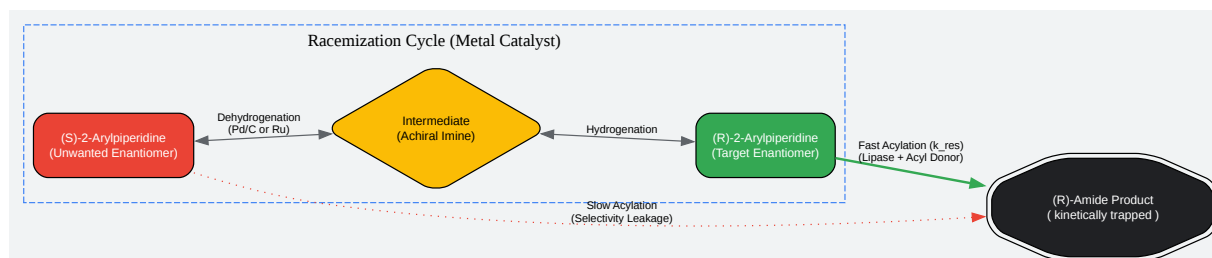 Racemization Cycle (Metal Catalyst)
(S)-2-Arylpiperidine
(Unwanted Enantiomer)
Dehydrogenation
(Pd/C or Ru)
Intermediate
(Achiral Imine)
Hydrogenation
(R)-2-Arylpiperidine
(Target Enantiomer)
Fast Acylation (k_res)
(Lipase + Acyl Donor)
Slow Acylation
(Selectivity Leakage)
(R)-Amide Product
( kinetically trapped )